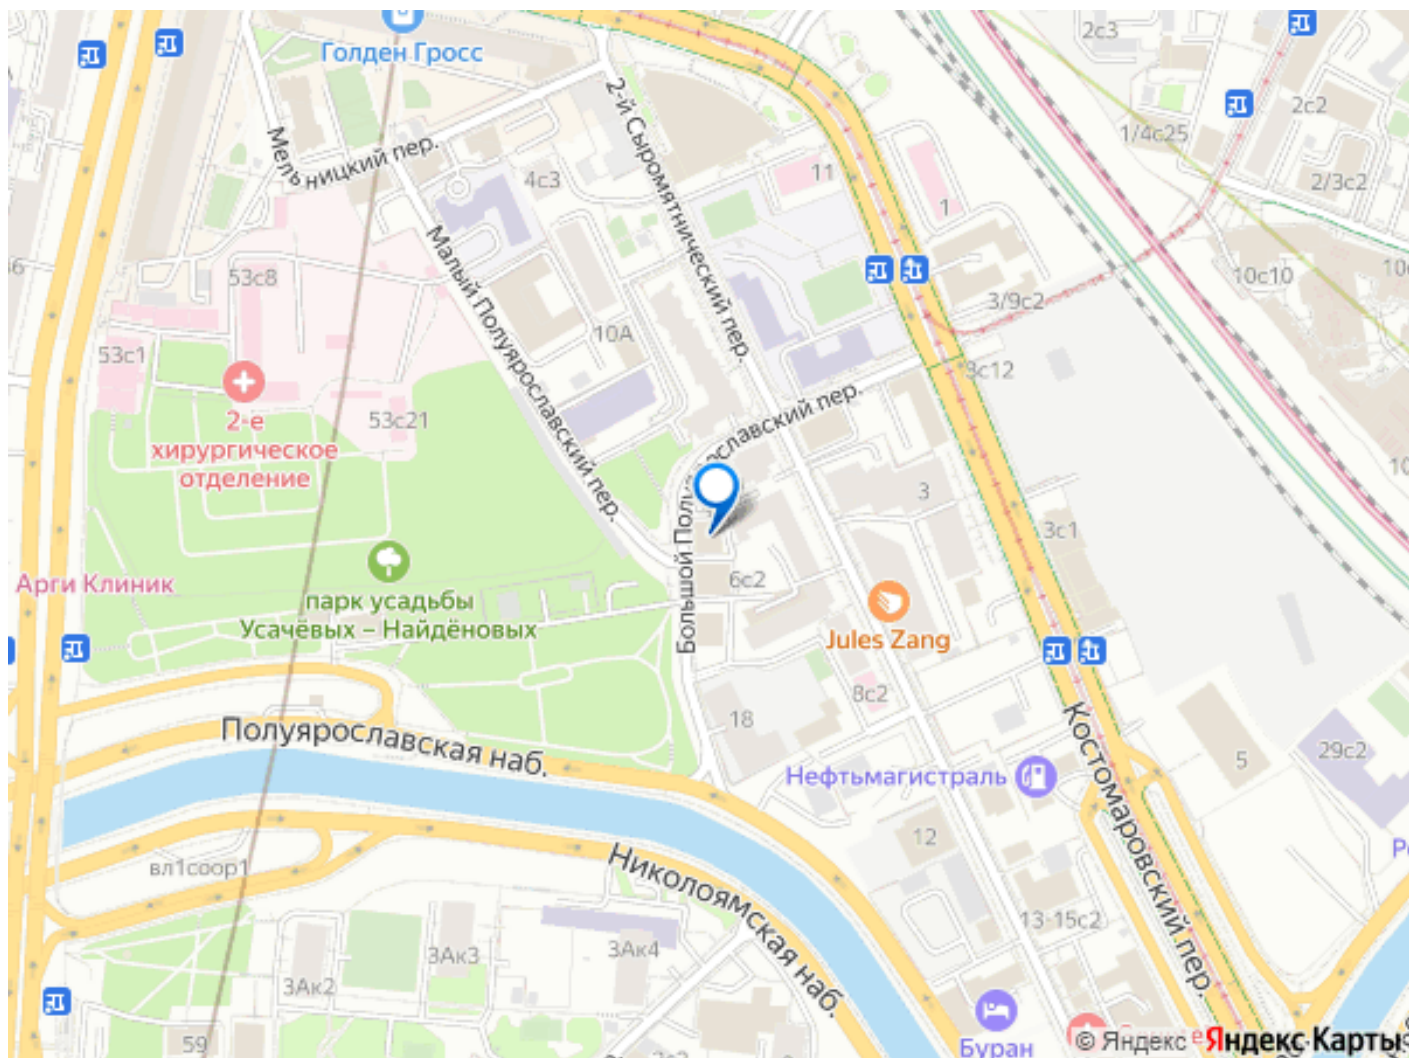 Голден Гросс
2с3
2с2
1/4с25
2/3с2
Мельницкий пер.
2-й Сыромятнический пер.
4с3
11
1
10с10
53с8
Малый Полуярославский пер.
3/9с2
10А
53с1
3с12
53с21
2-е
хирургическое
отделение
3
3с1
Арги Клиник
парк усадьбы
Усачёвых – Найдёновых
6с2
Большой
Jules Zang
8с2
18
Полуярославская наб.
Костомаровский пер.
5
29с2
Нефтьмагистраль
12
вл1соор1
Николоямская наб.
13-15с2
3Ак3
3Ак4
3Ак2
59
Буран
© Яндекс
Яндекс Карты